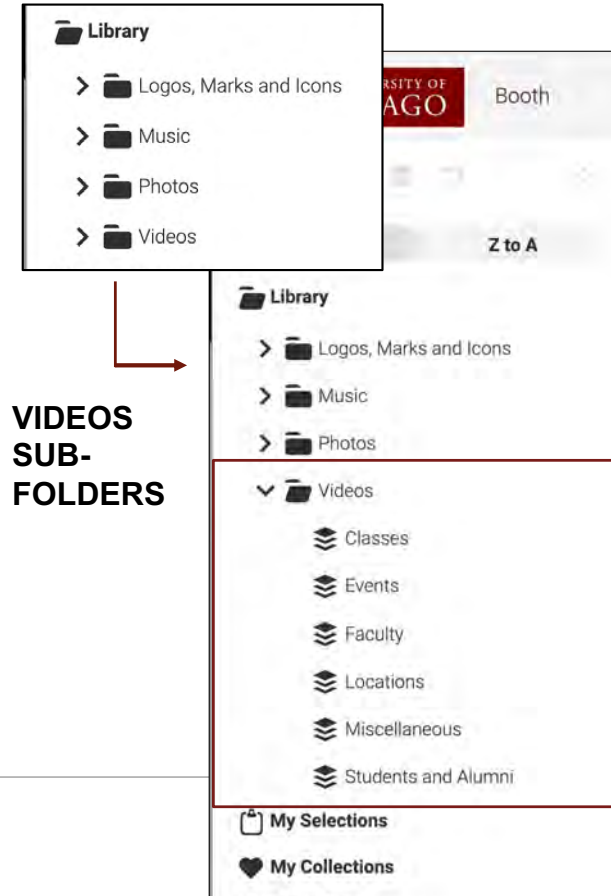 Library
Logos, Marks and Icons
Music
Photos
Videos
Booth
Z to A
VIDEOS
SUB-
FOLDERS
Library
Logos, Marks and Icons
Music
Photos
Videos
Classes
Events
Faculty
Locations
Miscellaneous
Students and Alumni
My Selections
My Collections